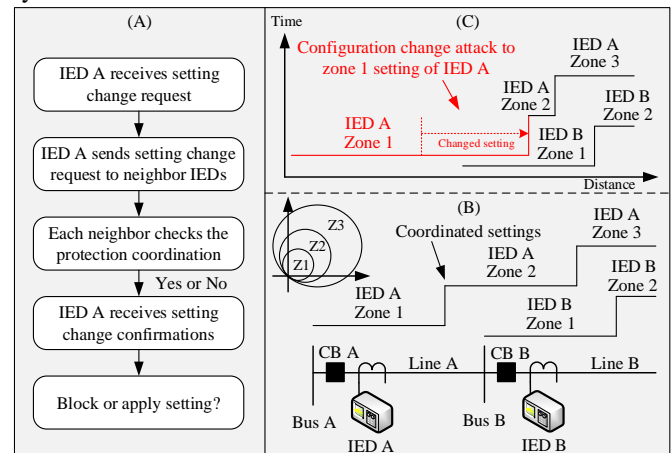 (A)
IED A receives setting
change request
IED A sends setting change
request to neighbor IEDs
Each neighbor checks the
protection coordination
Yes or No
IED A receives setting
change confirmations
Block or apply setting?
(C)
Time
Configuration change attack to
zone 1 setting of IED A
IED A
Zone 3
IED A
Zone 2
IED B
Zone 2
IED A
Zone 1
Changed setting
IED B
Zone 1
Distance
(B)
Z3
Z2
Z1
Coordinated settings
IED A
Zone 3
IED A
Zone 2
IED B
Zone 2
IED A
Zone 1
IED B
Zone 1
CB A
Line A
CB B
Line B
Bus A
IED A
Bus B
IED B